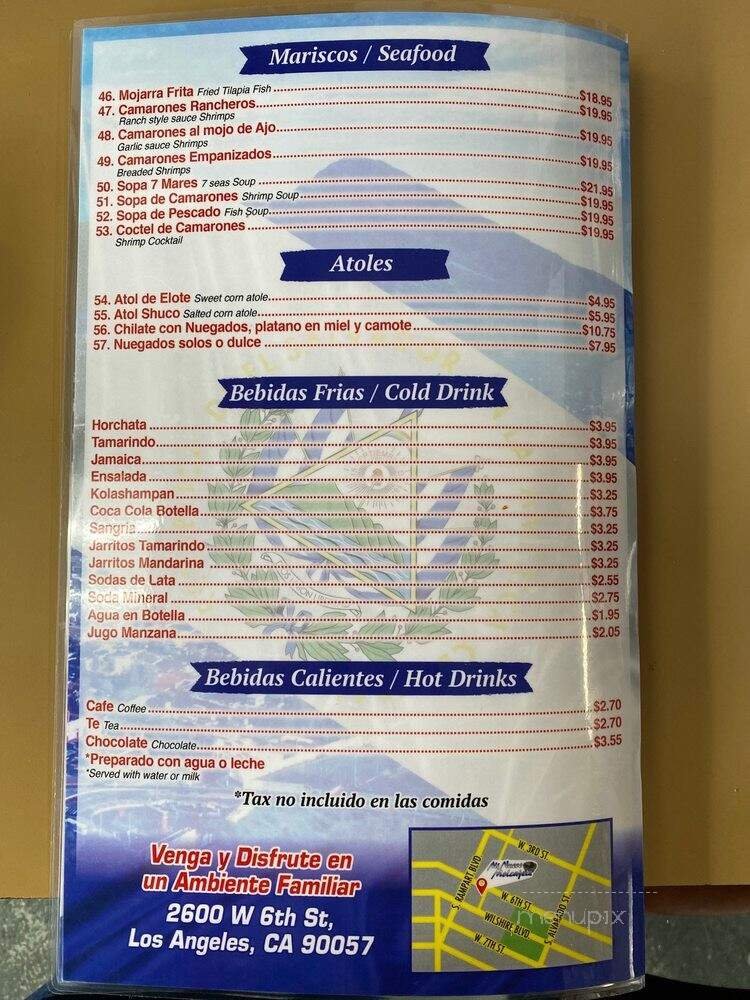 Mariscos / Seafood
46. Mojarra Frita Fried Tilapia Fish $18.95
47. Camarones Rancheros $19.95
Ranch style sauce Shrimps
48. Camarones al mojo de Ajo $19.95
Garlic sauce Shrimps
49. Camarones Empanizados $19.95
Breaded Shrimps
50. Sopa 7 Mares 7 seas Soup $21.95
51. Sopa de Camarones Shrimp Soup $19.95
52. Sopa de Pescado Fish Soup $19.95
53. Coctel de Camarones $19.95
Shrimp Cocktail
Atoles
54. Atol de Elote Sweet corn atole $4.95
55. Atol Shuco Salted corn atole $5.95
56. Chilate con Nuegados, platano en miel y camote $10.75
57. Nuegados solos o dulce $7.95
Bebidas Frias / Cold Drink
Horchata $3.95
Tamarindo $3.95
Jamaica $3.95
Ensalada $3.95
Kolashampan $3.25
Coca Cola Botella $3.75
Sangria $3.25
Jarritos Tamarindo $3.25
Jarritos Mandarina $3.25
Sodas de Lata $2.55
Soda Mineral $2.75
Agua en Botella $1.95
Jugo Manzana $2.05
Bebidas Calientes / Hot Drinks
Cafe Coffee $2.70
Te Tea $2.70
Chocolate Chocolate $3.55
*Preparado con agua o leche
*Served with water or milk
*Tax no incluido en las comidas
Venga y Disfrute en
un Ambiente Familiar
2600 W 6th St,
Los Angeles, CA 90057
W. 3RD ST.
S. RAMPART BLVD
W. 6TH ST.
WILSHIRE BLVD
S. ALVARADO ST.
W. 7TH ST.
menupix